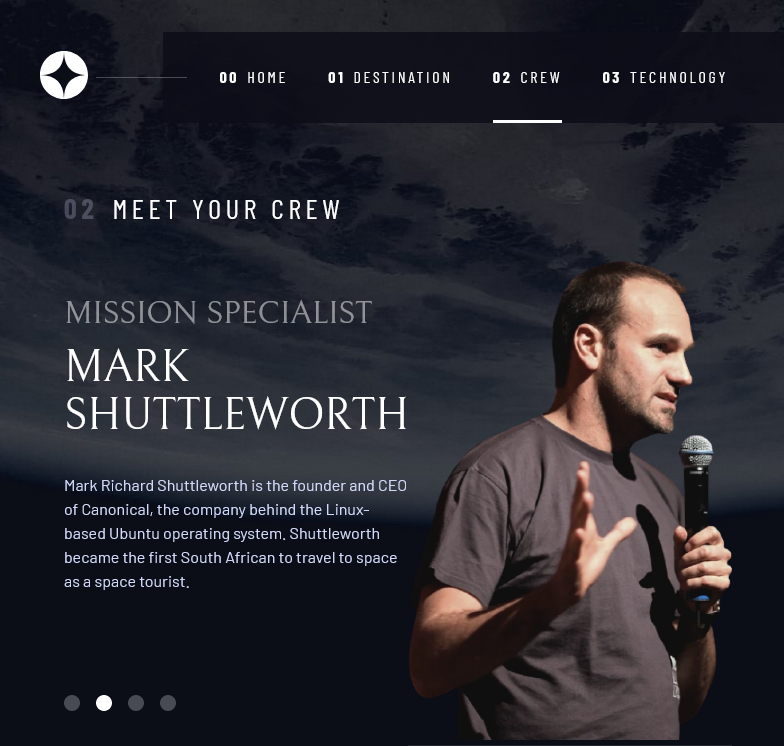 00 HOME 01 DESTINATION 02 CREW 03 TECHNOLOGY
02 MEET YOUR CREW
MISSION SPECIALIST
MARK
SHUTTLEWORTH
Mark Richard Shuttleworth is the founder and CEO
of Canonical, the company behind the Linux-
based Ubuntu operating system. Shuttleworth
became the first South African to travel to space
as a space tourist.